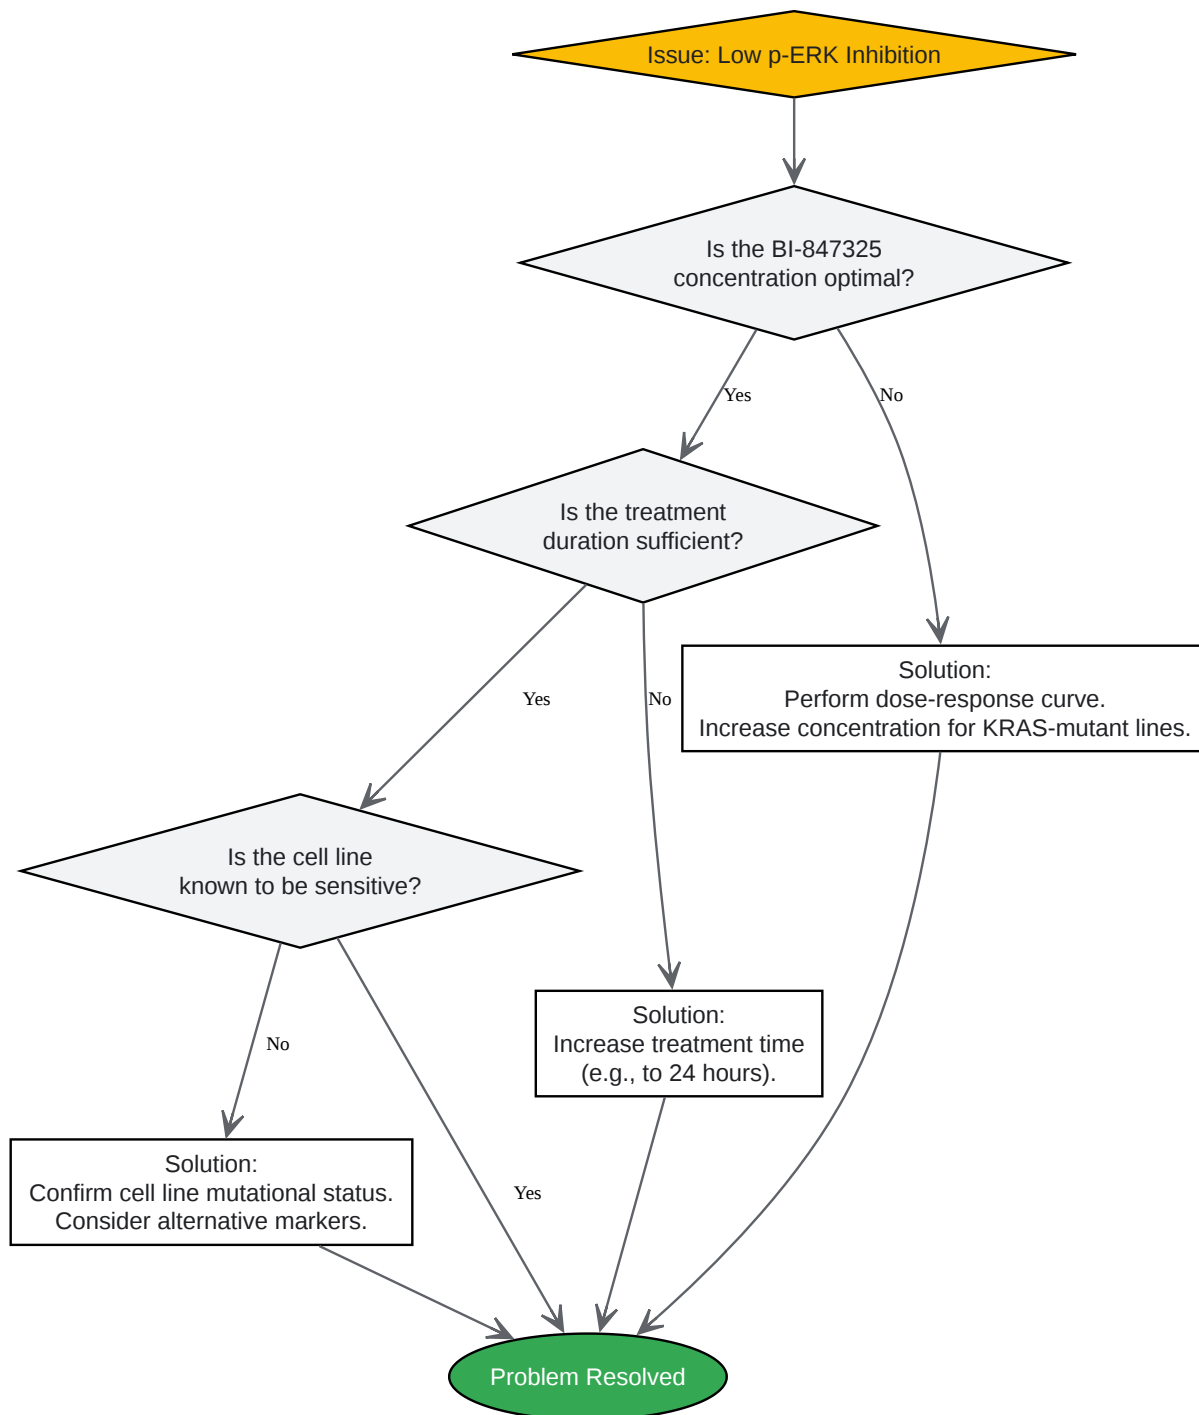 Issue: Low p-ERK Inhibition
Is the BI-847325
concentration optimal?
Yes
No
Is the treatment
duration sufficient?
Solution:
Perform dose-response curve.
Increase concentration for KRAS-mutant lines.
Yes
No
Is the cell line
known to be sensitive?
Solution:
Increase treatment time
(e.g., to 24 hours).
No
Yes
Solution:
Confirm cell line mutational status.
Consider alternative markers.
Problem Resolved